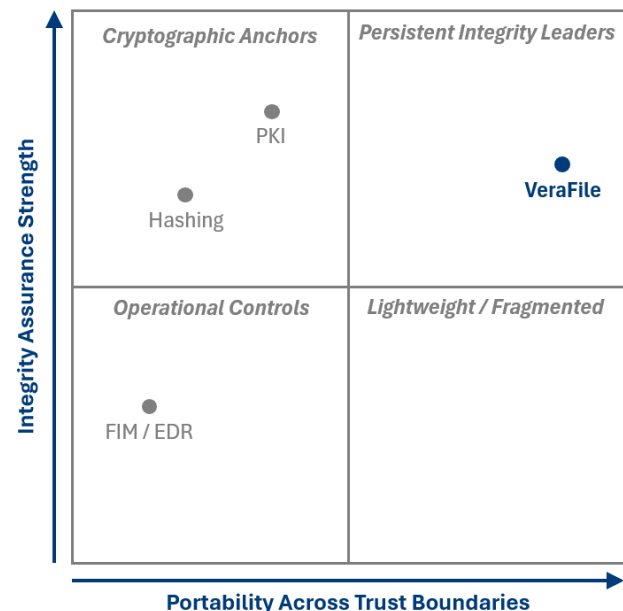 Cryptographic Anchors
Persistent Integrity Leaders
PKI
VeraFile
Hashing
Operational Controls
Lightweight / Fragmented
FIM / EDR
Integrity Assurance Strength
Portability Across Trust Boundaries